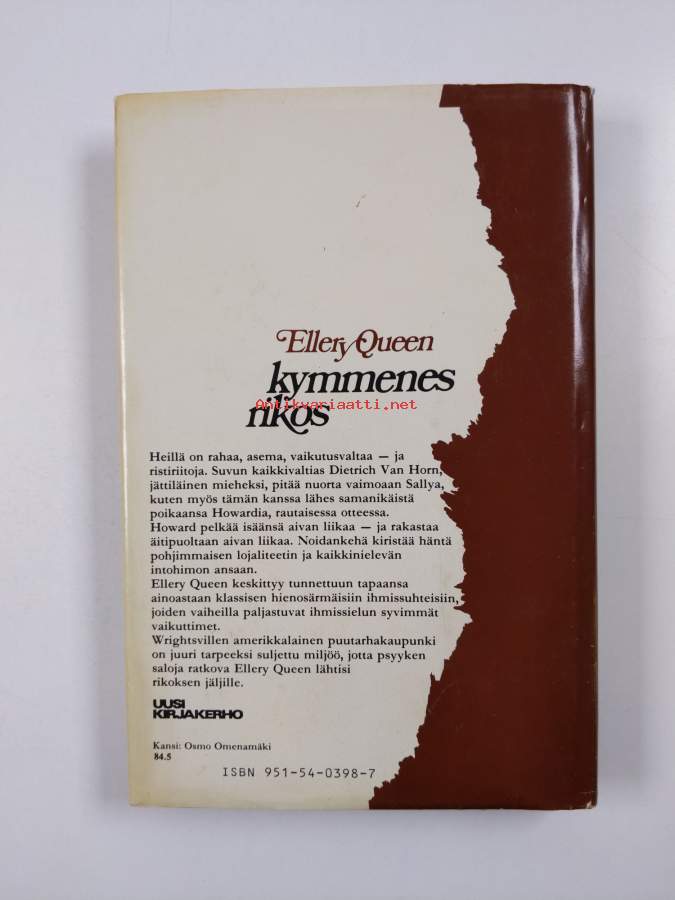 Ellery Queen
kymmenes
rikos
Antikvariaatti.net
Heillä on rahaa, asema, vaikutusvaltaa — ja
ristiriitoja. Suvun kaikkivaltias Dietrich Van Horn,
jättiläinen mieheksi, pitää nuorta vaimoaan Sallya,
kuten myös tämän kanssa lähes samanikäistä
poikaansa Howardia, rautaisessa otteessa.
Howard pelkää isäänsä aivan liikaa — ja rakastaa
äitipuoltaan aivan liikaa. Noidankehä kiristää häntä
pohjimmaisen lojaliteetin ja kaikkinielevän
intohimon ansaan.
Ellery Queen keskittyy tunnettuun tapaansa
ainoastaan klassisen hienosärmäisiin ihmissuhteisiin,
joiden vaiheilla paljastuvat ihmissielun syvimmät
vaikuttimet.
Wrightsvillen amerikkalainen puutarhakaupunki
on juuri tarpeeksi suljettu miljöö, jotta psyyken
saloja ratkova Ellery Queen lähtisi
rikoksen jäljille.
UUSI
KIRJAKERHO
Kansi: Osmo Omenamäki
84.5
ISBN 951-54-0398-7